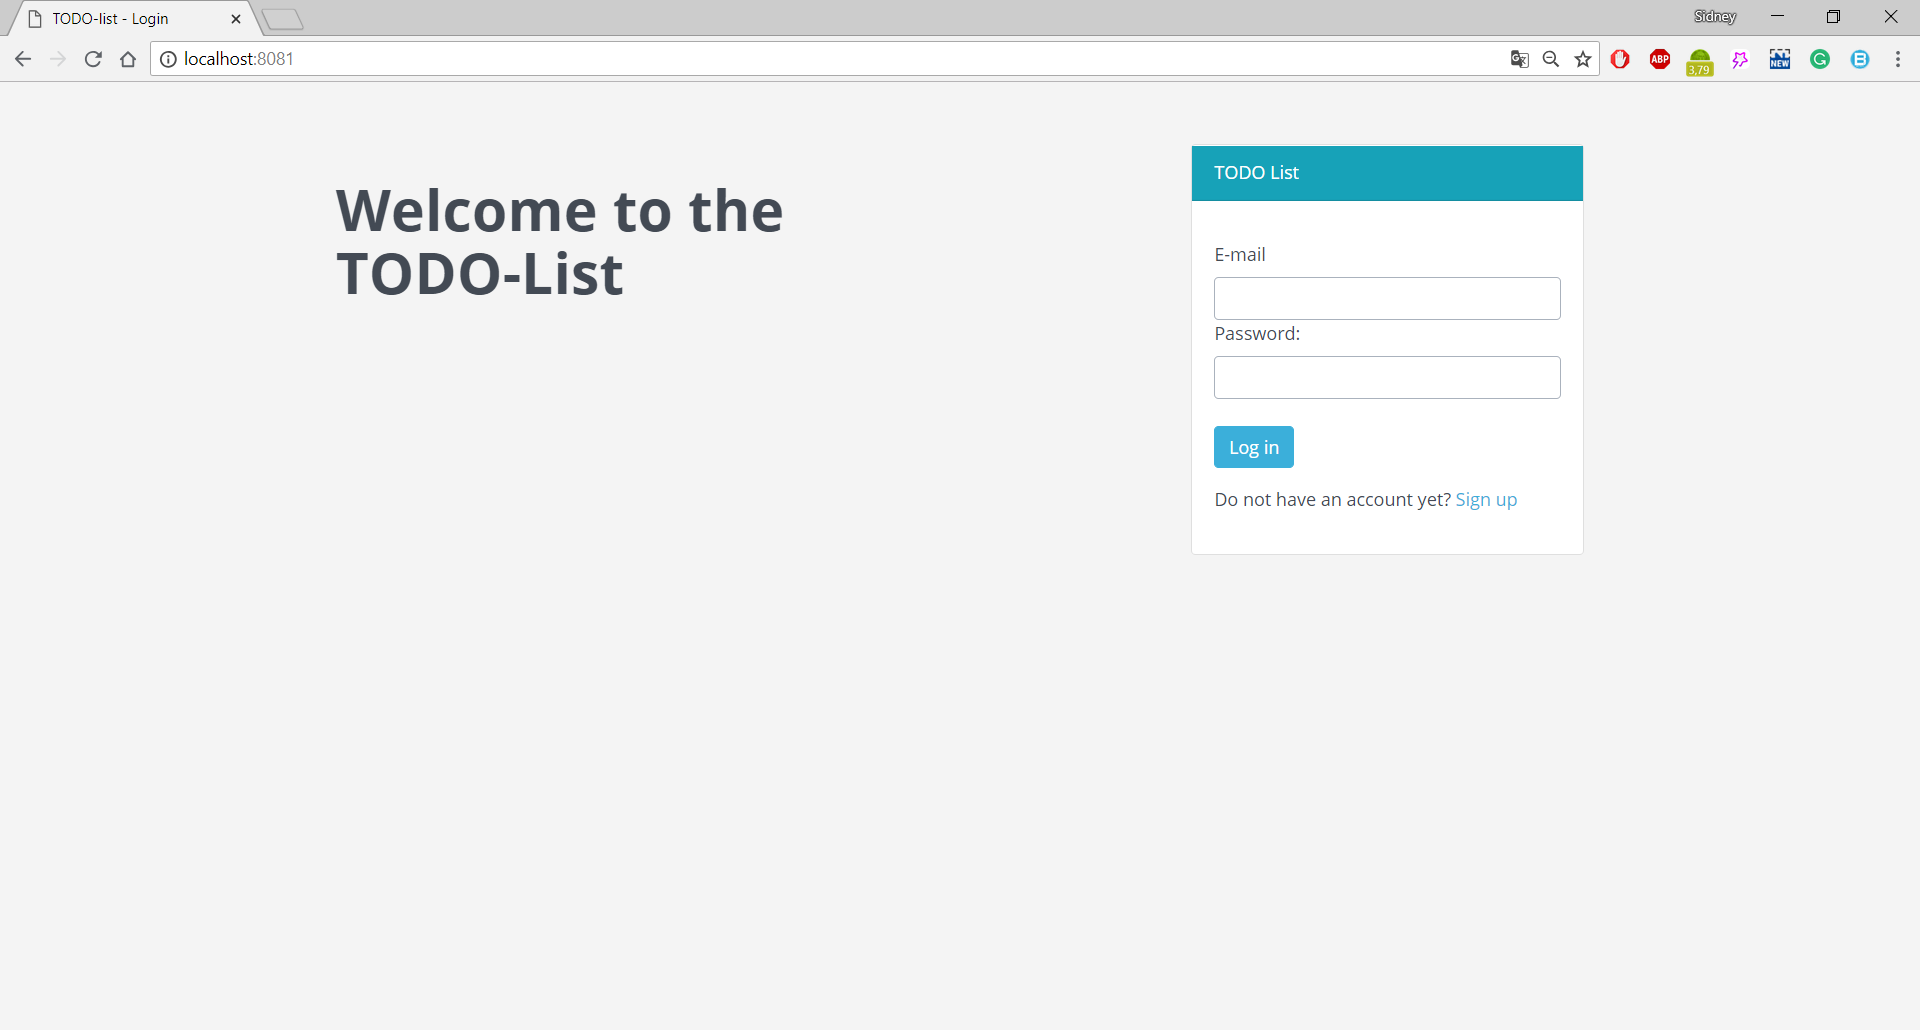 TODO-list - Login
Sidney
localhost:8081
ABP
3,79
NEW
Welcome to the
TODO-List
TODO List
E-mail
Password:
Log in
Do not have an account yet? Sign up